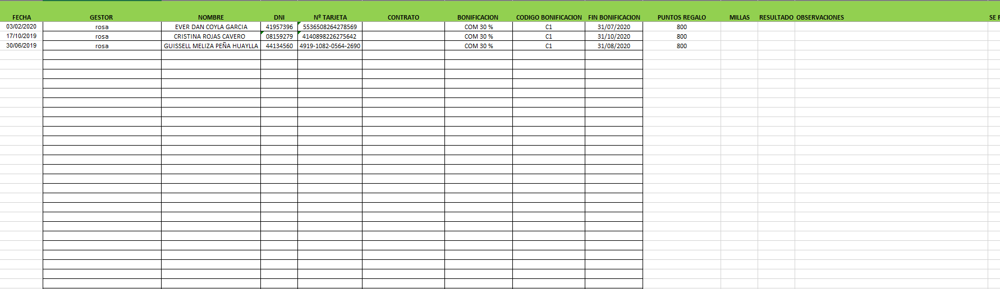 FECHA GESTOR NOMBRE DNI Nº TARJETA CONTRATO BONIFICACION CODIGO BONIFICACION FIN BONIFICACION PUNTOS REGALO MILLAS RESULTADO OBSERVACIONES SE
03/02/2020 rosa EVER DAN COYLA GARCIA 41957396 5536508264278569 COM 30 % C1 31/07/2020 800
17/10/2019 rosa CRISTINA ROJAS CAVERO 08159279 4140898226275642 COM 30 % C1 31/10/2020 800
30/06/2019 rosa GUISSELL MELIZA PEÑA HUAYLLA 44134560 4919-1082-0564-2690 COM 30 % C1 31/08/2020 800